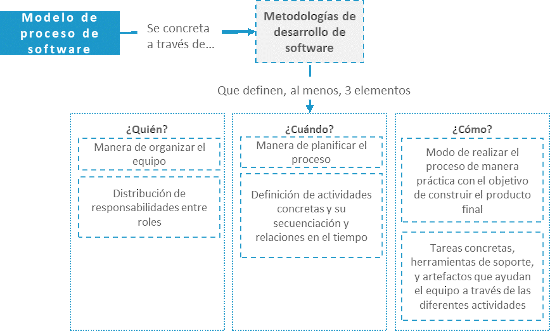 Modelo de
proceso de
software
Se concreta
a través de...
Metodologías de
desarrollo de
software
Que definen, al menos, 3 elementos
¿Quién?
Manera de organizar el
equipo
Distribución de
responsabilidades entre
roles
¿Cuándo?
Manera de planificar el
proceso
Definición de actividades
concretas y su
secuenciación y
relaciones en el tiempo
¿Cómo?
Modo de realizar el
proceso de manera
práctica con el objetivo
de construir el producto
final
Tareas concretas,
herramientas de soporte,
y artefactos que ayudan
el equipo a través de las
diferentes actividades